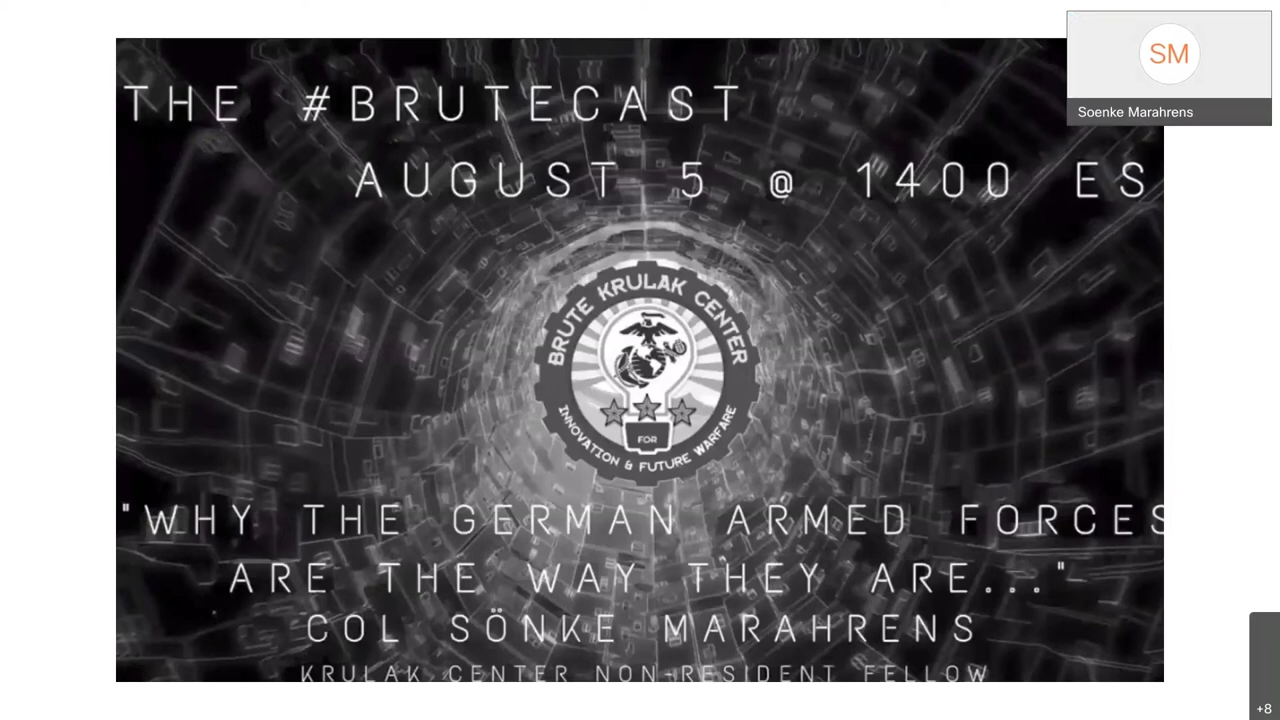 THE #BRUTECAST
AUGUST 5 @ 1400 ES
SM
Soenke Marahrens
BRUTE KRULAK CENTER
FOR
INNOVATION & FUTURE WARFARE
"WHY THE GERMAN ARMED FORCES
ARE THE WAY THEY ARE..."
COL SÖNKE MARAHRENS
KRULAK CENTER NON-RESIDENT FELLOW
+8